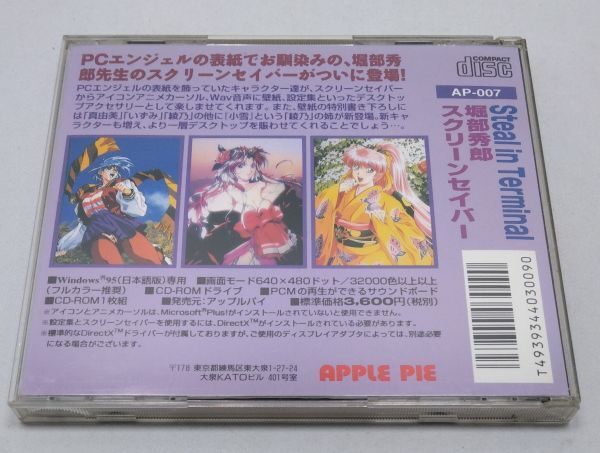 PCエンジェルの表紙でお馴染みの、堀部秀
郎先生のスクリーンセイバーがついに登場!
PCエンジェルの表紙を飾っていたキャラクター達が、スクリーンセイバー
からアイコンアニメカーソル、Wav音声に壁紙、設定集といったデスクト
ップアクセサリーとして楽しませてくれます。また、壁紙の特別書き下ろしに
は「真由美」「いずみ」「綾乃」の他に「小雪」という「綾乃」の姉が新登場。新キャ
ラクターも増え、より一層デスクトップを賑わせてくれることでしょう…。
■Windows®95(日本語版)専用 ■画面モード640×480ドット/32000色以上以上
(フルカラー推奨) ■CD-ROMドライブ ■PCMの再生ができるサウンドボード
■CD-ROM1枚組 ■発売元:アップルパイ ■標準価格3,600円(税別)
※アイコンとアニメカーソルは、Microsoft®Plus!がインストールされていないと使用できません。
※設定集とスクリーンセイバーを使用するには、DirectX™がインストールされている必要があります。
※標準的なDirectX™ドライバーが付属しておりますが、ご使用のディスプレイアダプタによっては、別途必要
になる場合がございます。
〒178 東京都練馬区東大泉1-27-24
大泉KATOビル 401号室
APPLE PIE
COMPACT
disc
AP-007
Steal in Terminal
堀部秀郎
スクリーンセイバー
T4939344030090